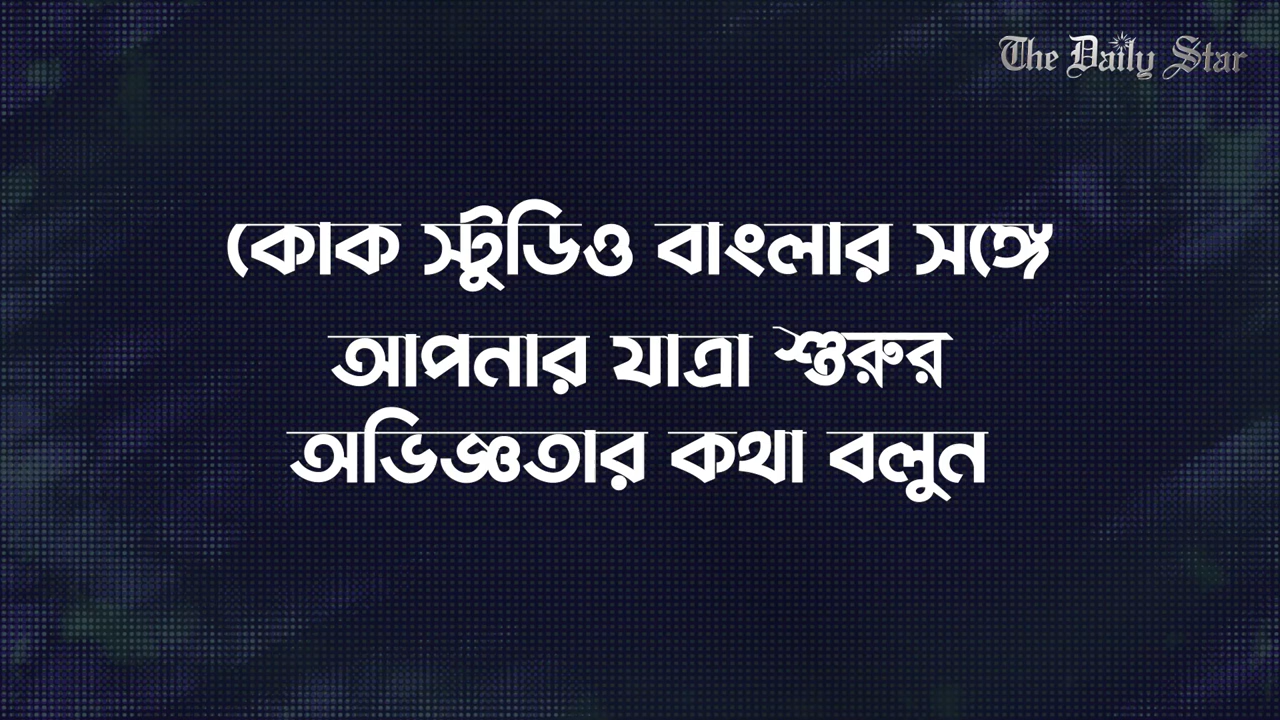 The Daily Star
কোক স্টুডিও বাংলার সঙ্গে
আপনার যাত্রা শুরুর
অভিজ্ঞতার কথা বলুন